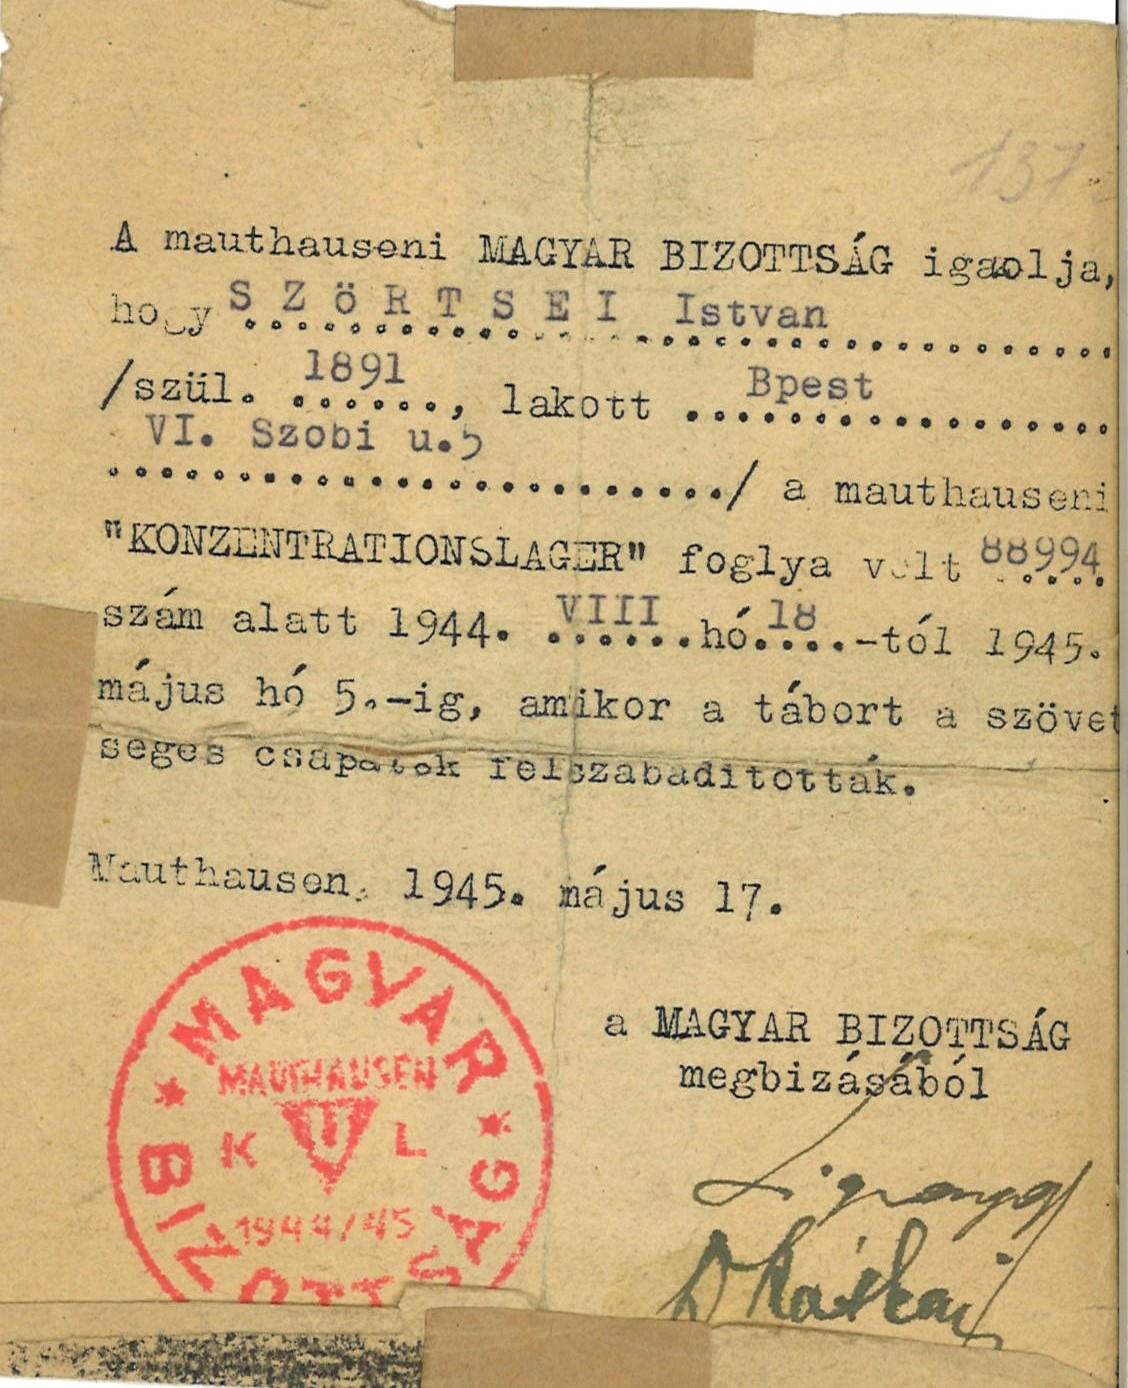 137
A mauthauseni MAGYAR BIZOTTSÁG igaolja,
hogy SZÖRTSEI Istvan
/szül. 1891, lakott Bpest
VI. Szobi u.5
/ a mauthauseni
"KONZENTRATIONSLAGER" foglya volt 88994
szám alatt 1944. VIII hó 18 -tól 1945.
május hó 5.-ig, amikor a tábort a szövet
séges csapatok felszabadították.
Mauthausen, 1945. május 17.
a MAGYAR BIZOTTSÁG
megbizásából
MAGYAR BIZOTTSÁG
MAUTHAUSEN
K U L
1944/45